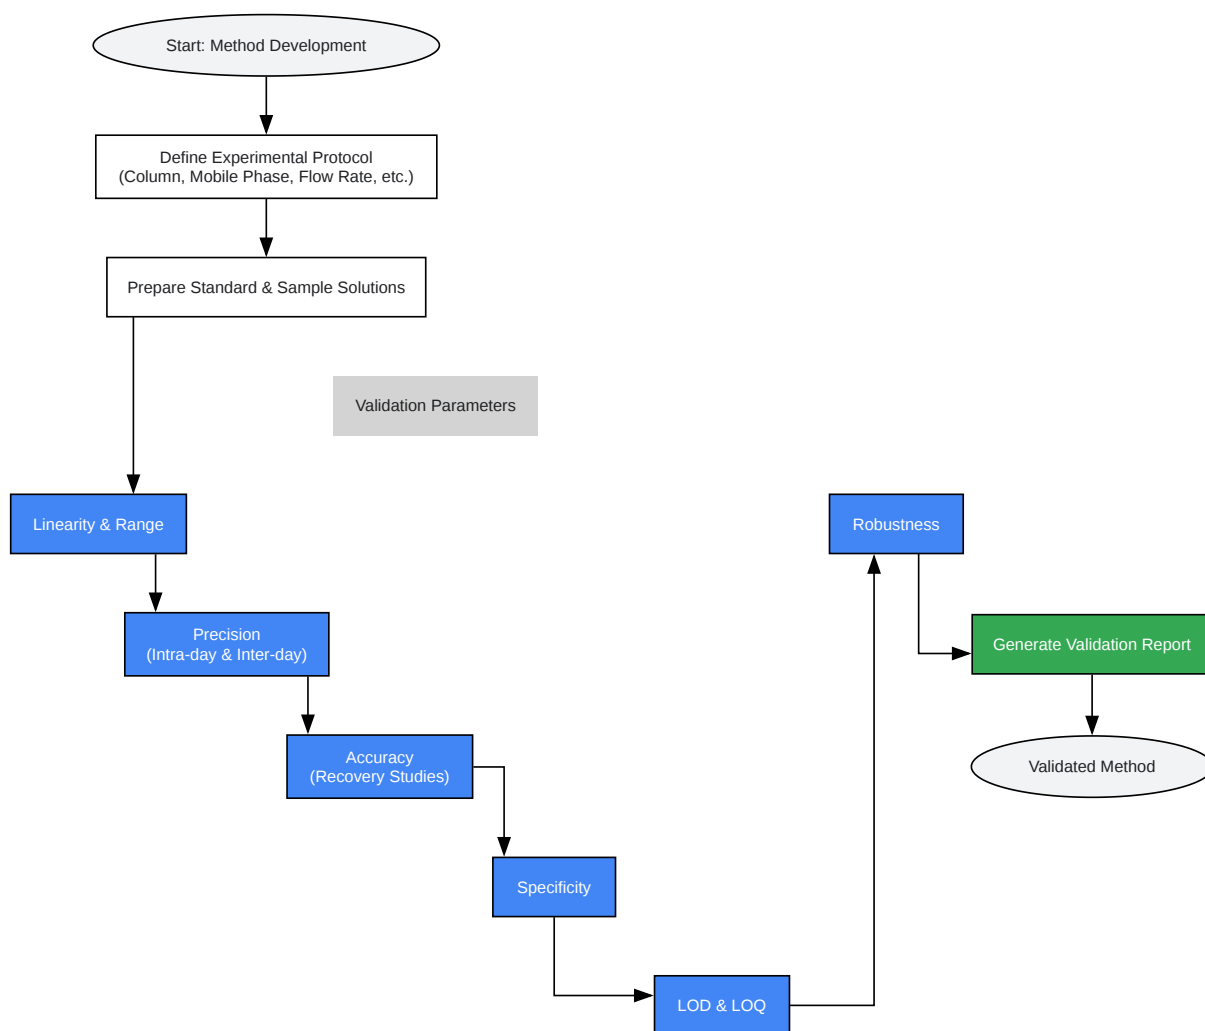 Start: Method Development
Define Experimental Protocol
(Column, Mobile Phase, Flow Rate, etc.)
Prepare Standard & Sample Solutions
Validation Parameters
Linearity & Range
Precision
(Intra-day & Inter-day)
Accuracy
(Recovery Studies)
Specificity
LOD & LOQ
Robustness
Generate Validation Report
Validated Method